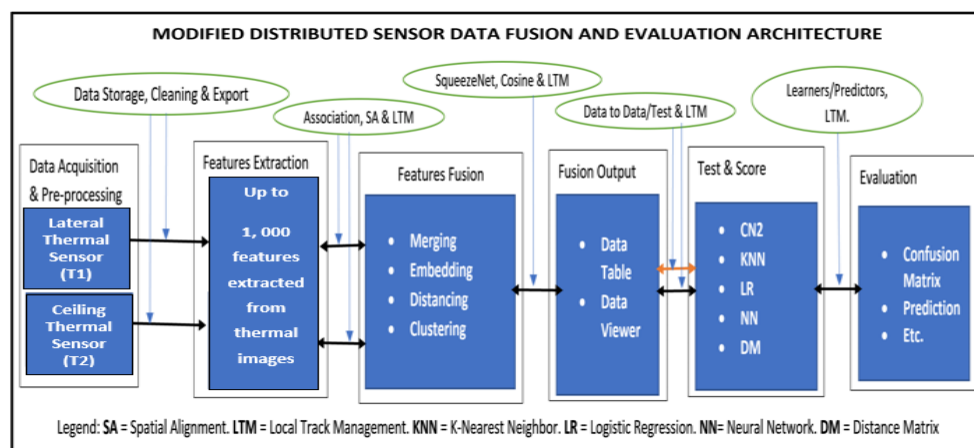 MODIFIED DISTRIBUTED SENSOR DATA FUSION AND EVALUATION ARCHITECTURE
Data Storage, Cleaning & Export
Association, SA & LTM
SqueezeNet, Cosine & LTM
Data to Data/Test & LTM
Learners/Predictors,
LTM.
Data Acquisition
& Pre-processing
Lateral
Thermal
Sensor
(T1)
Ceiling
Thermal
Sensor
(T2)
Features Extraction
Up to
1, 000
features
extracted
from
thermal
images
Features Fusion
• Merging
• Embedding
• Distancing
• Clustering
Fusion Output
• Data
Table
• Data
Viewer
Test & Score
• CN2
• KNN
• LR
• NN
• DM
Evaluation
• Confusion
Matrix
• Prediction
• Etc.
Legend: SA = Spatial Alignment. LTM = Local Track Management. KNN = K-Nearest Neighbor. LR = Logistic Regression. NN= Neural Network. DM = Distance Matrix